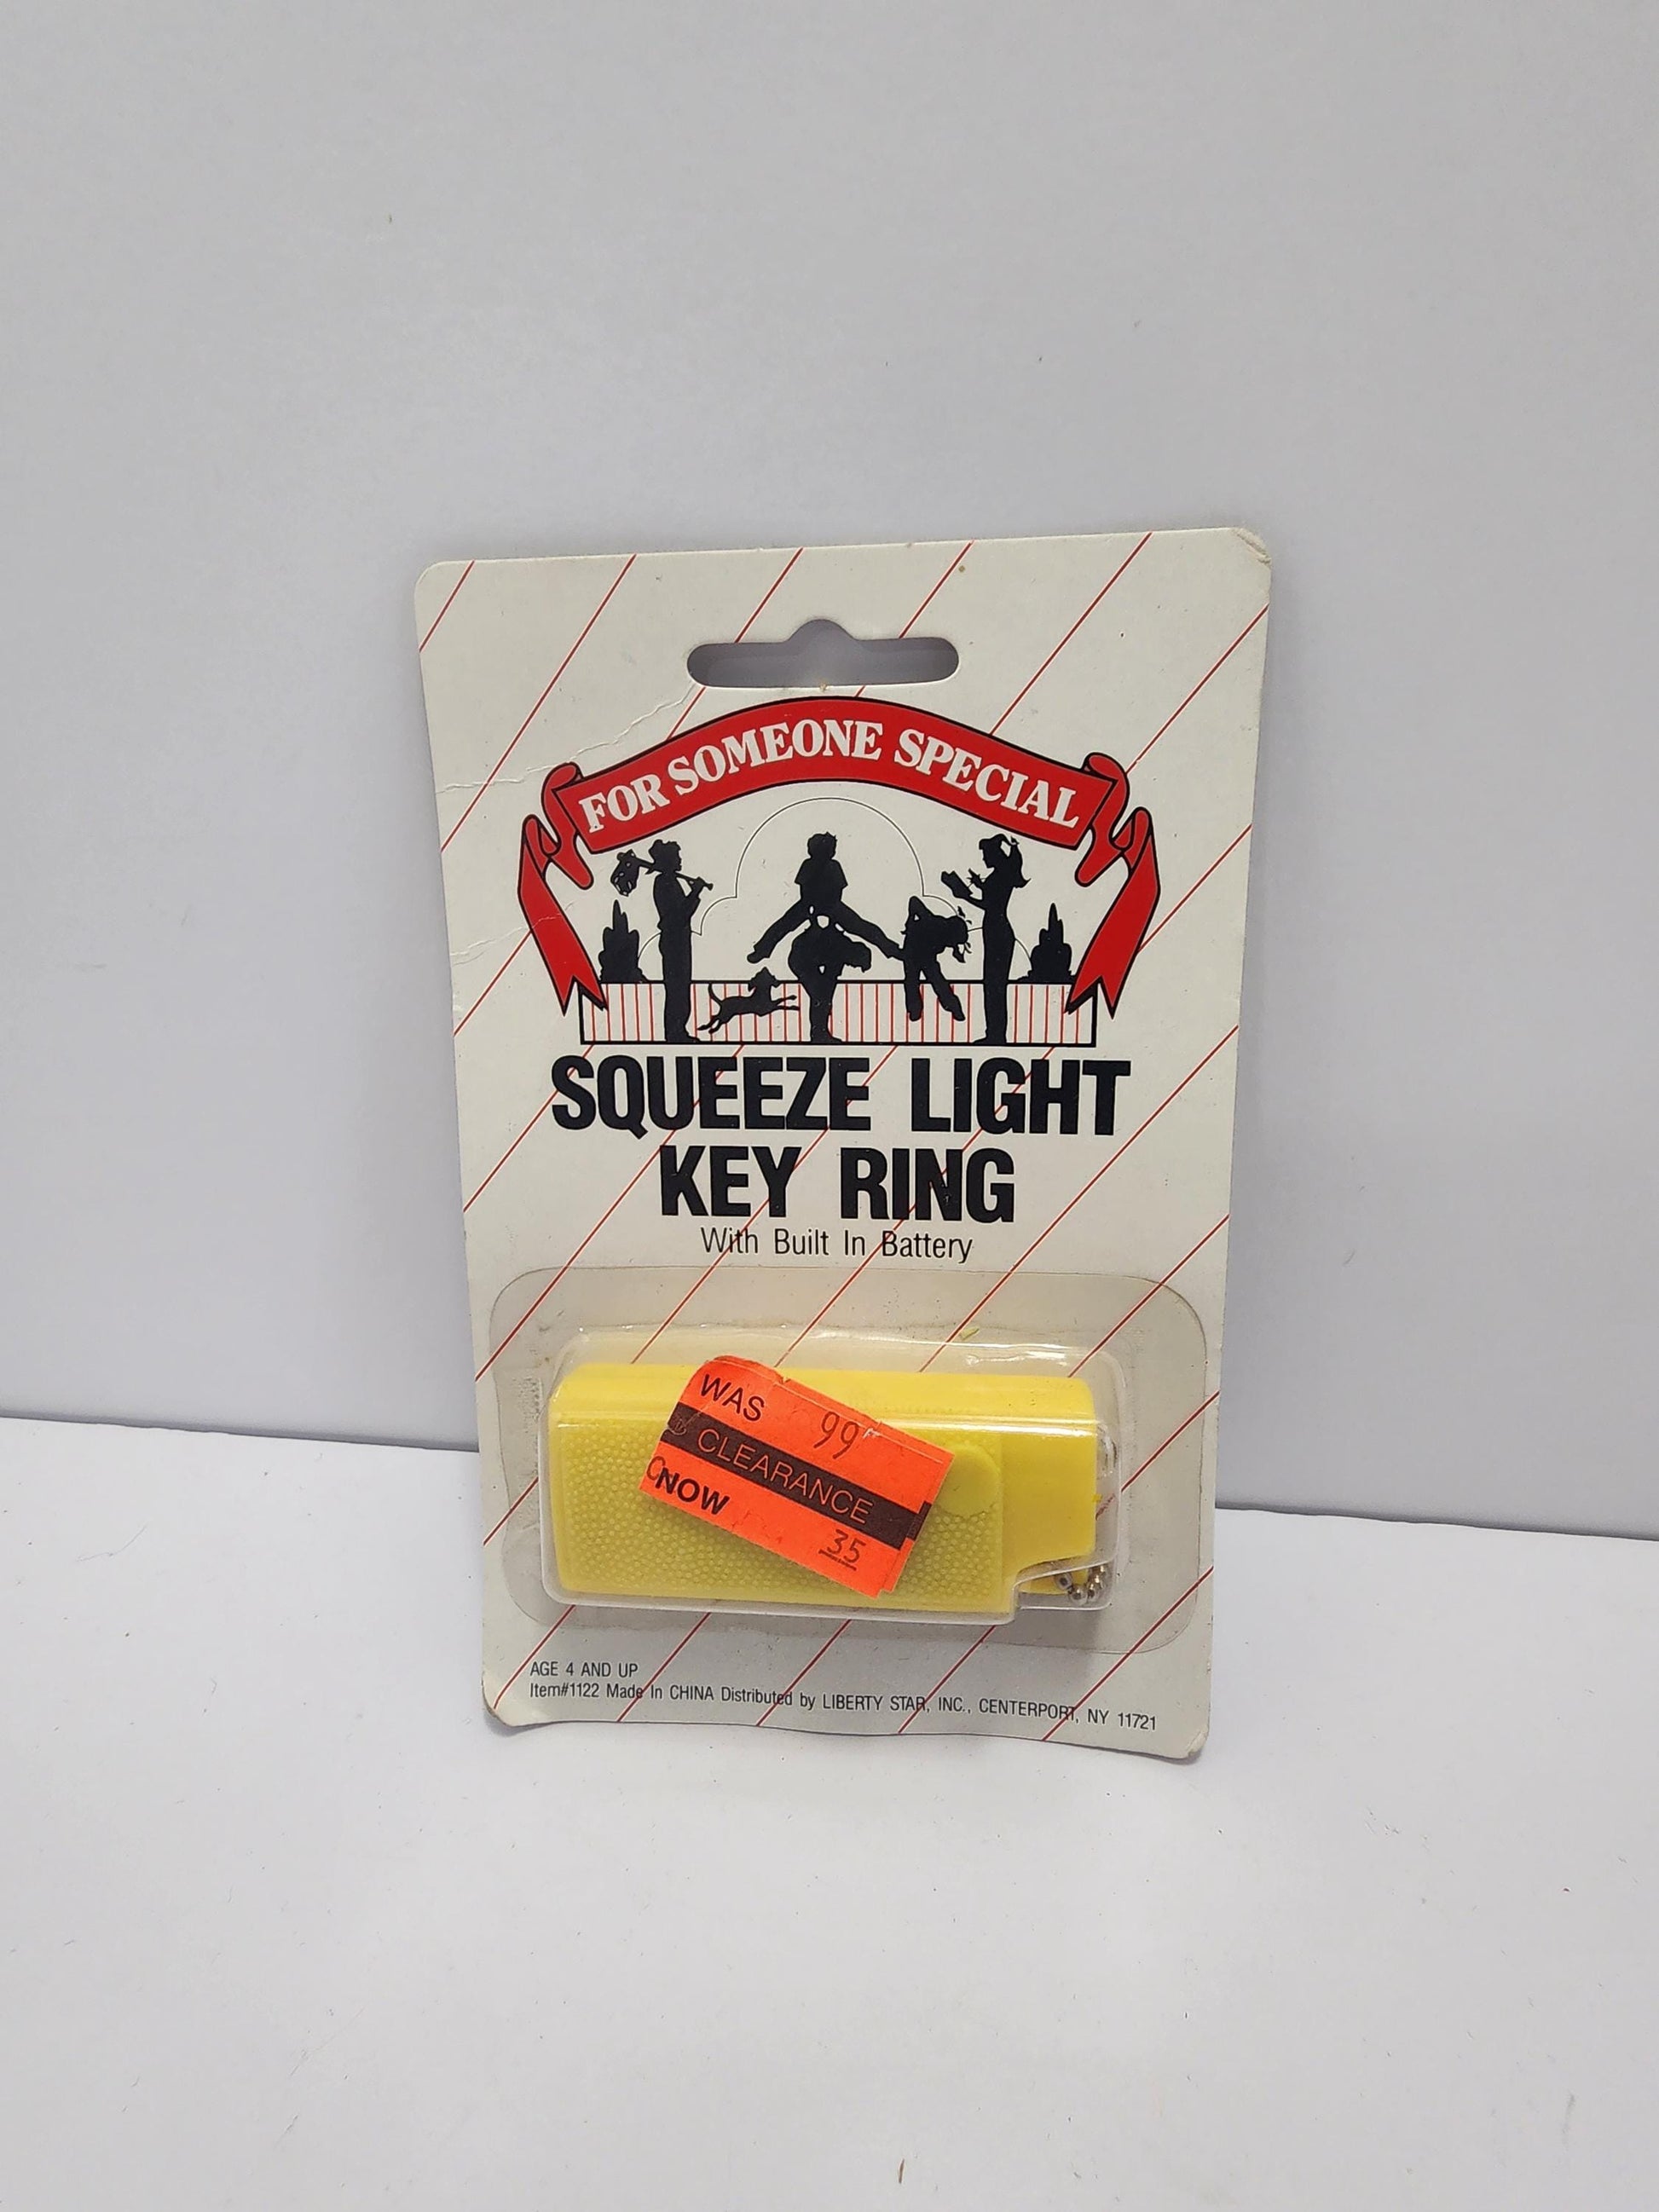 FOR SOMEONE SPECIAL
SQUEEZE LIGHT
KEY RING
With Built In Battery
WAS 99
CLEARANCE
NOW 35
AGE 4 AND UP
Item#1122 Made In CHINA Distributed by LIBERTY STAR, INC., CENTERPORT, NY 11721